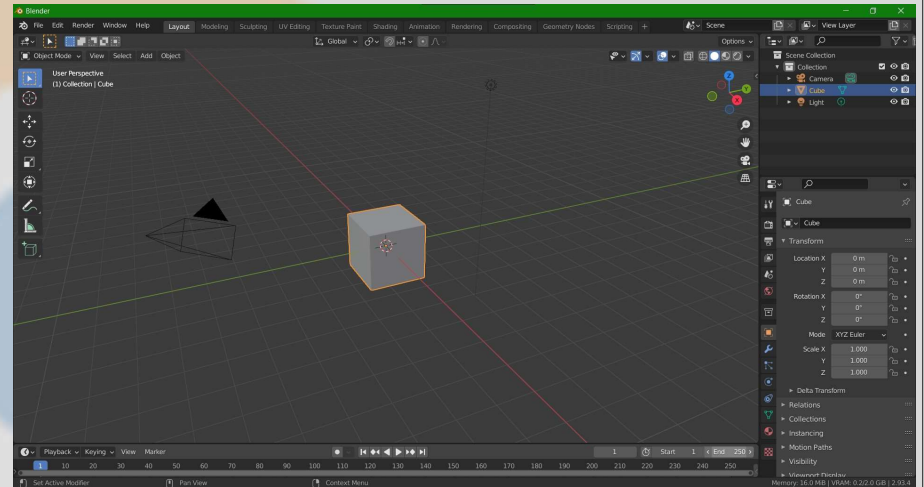 Blender
File Edit Render Window Help Layout Modeling Sculpting UV Editing Texture Paint Shading Animation Rendering Compositing Geometry Nodes Scripting + Scene View Layer
Global Options
Object Mode View Select Add Object
User Perspective
(1) Collection | Cube
Z
Y
X
Scene Collection
Collection
Camera
Cube
Light
Cube
Cube
Transform
Location X 0 m
Y 0 m
Z 0 m
Rotation X 0°
Y 0°
Z 0°
Mode XYZ Euler
Scale X 1.000
Y 1.000
Z 1.000
Delta Transform
Relations
Collections
Instancing
Motion Paths
Visibility
Viewport Display
Playback Keying View Marker 1 Start 1 End 250
1 10 20 30 40 50 60 70 80 90 100 110 120 130 140 150 160 170 180 190 200 210 220 230 240 250
Set Active Modifier Pan View Context Menu Memory: 16.0 MiB | VRAM: 0.2/2.0 GiB | 2.93.4